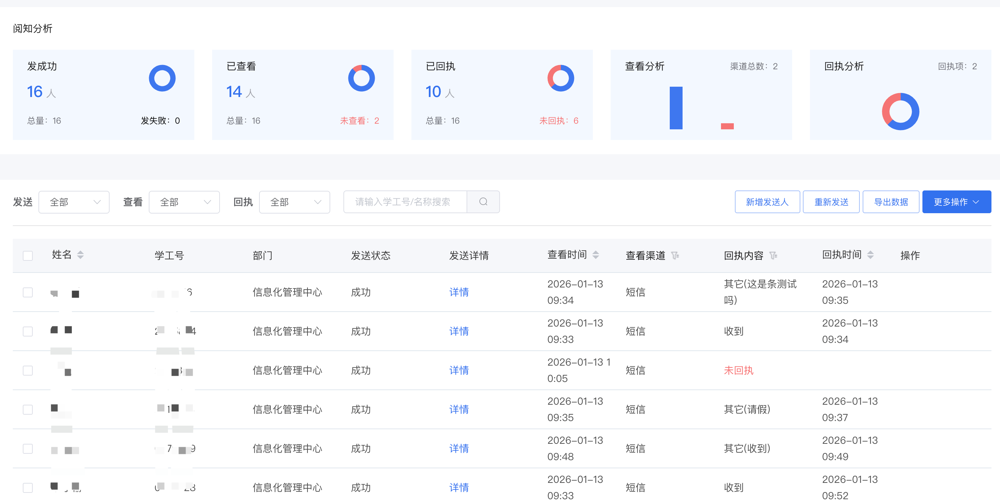 阅知分析
发成功
16 人
总量：16
发失败：0
已查看
14 人
总量：16
未查看：2
已回执
10 人
总量：16
未回执：6
查看分析
渠道总数：2
回执分析
回执项：2
发送 全部 查看 全部 回执 全部 请输入学工号/名称搜索 新增发送人 重新发送 导出数据 更多操作
姓名 学工号 部门 发送状态 发送详情 查看时间 查看渠道 回执内容 回执时间 操作
6 信息化管理中心 成功 详情 2026-01-13 短信 其它(这是条测试 2026-01-13
09:34 吗) 09:35
4 信息化管理中心 成功 详情 2026-01-13 短信 收到 2026-01-13
09:33 09:34
信息化管理中心 成功 详情 2026-01-13 1 短信 未回执
0:05
1 信息化管理中心 成功 详情 2026-01-13 短信 其它(请假) 2026-01-13
09:35 09:37
7 9 信息化管理中心 成功 详情 2026-01-13 短信 其它(收到) 2026-01-13
09:48 09:49
23 信息化管理中心 成功 详情 2026-01-13 短信 收到 2026-01-13
09:33 09:52